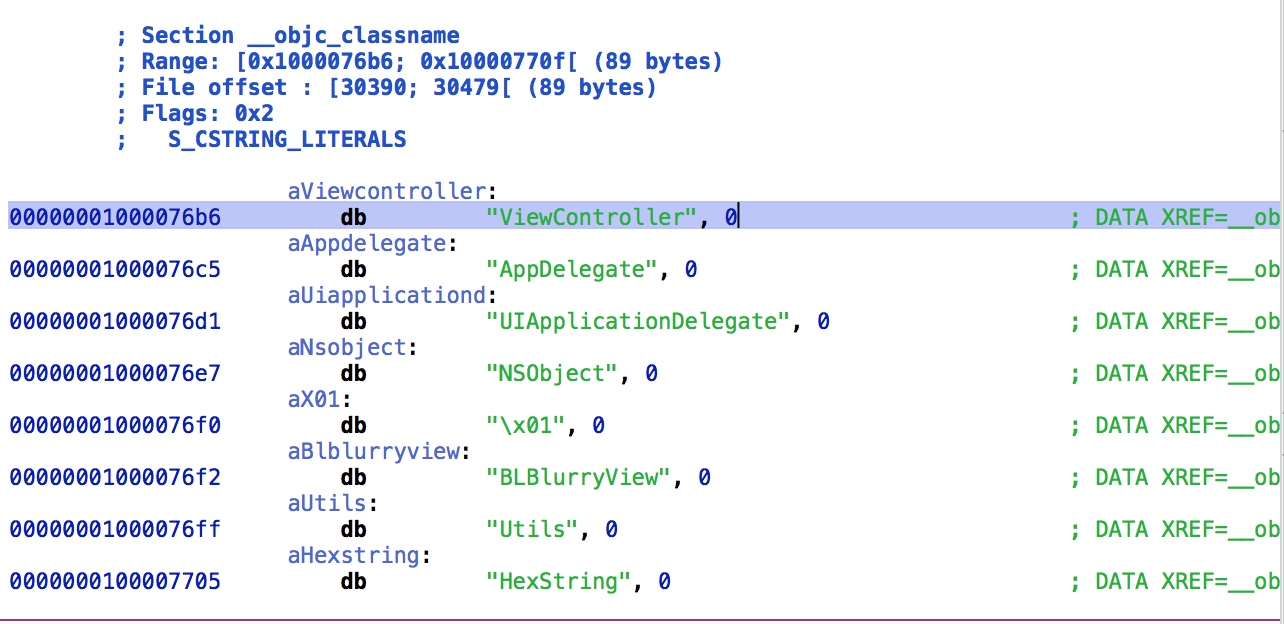 ; Section __objc_classname
; Range: [0x1000076b6; 0x10000770f[ (89 bytes)
; File offset : [30390; 30479[ (89 bytes)
; Flags: 0x2
;   S_CSTRING_LITERALS
aViewcontroller:
00000001000076b6 db "ViewController", 0 ; DATA XREF=__ob
aAppdelegate:
00000001000076c5 db "AppDelegate", 0 ; DATA XREF=__ob
aUiapplicationd:
00000001000076d1 db "UIApplicationDelegate", 0 ; DATA XREF=__ob
aNsobject:
00000001000076e7 db "NSObject", 0 ; DATA XREF=__ob
aX01:
00000001000076f0 db "\x01", 0 ; DATA XREF=__ob
aBlblurryview:
00000001000076f2 db "BLBlurryView", 0 ; DATA XREF=__ob
aUtils:
00000001000076ff db "Utils", 0 ; DATA XREF=__ob
aHexstring:
0000000100007705 db "HexString", 0 ; DATA XREF=__ob